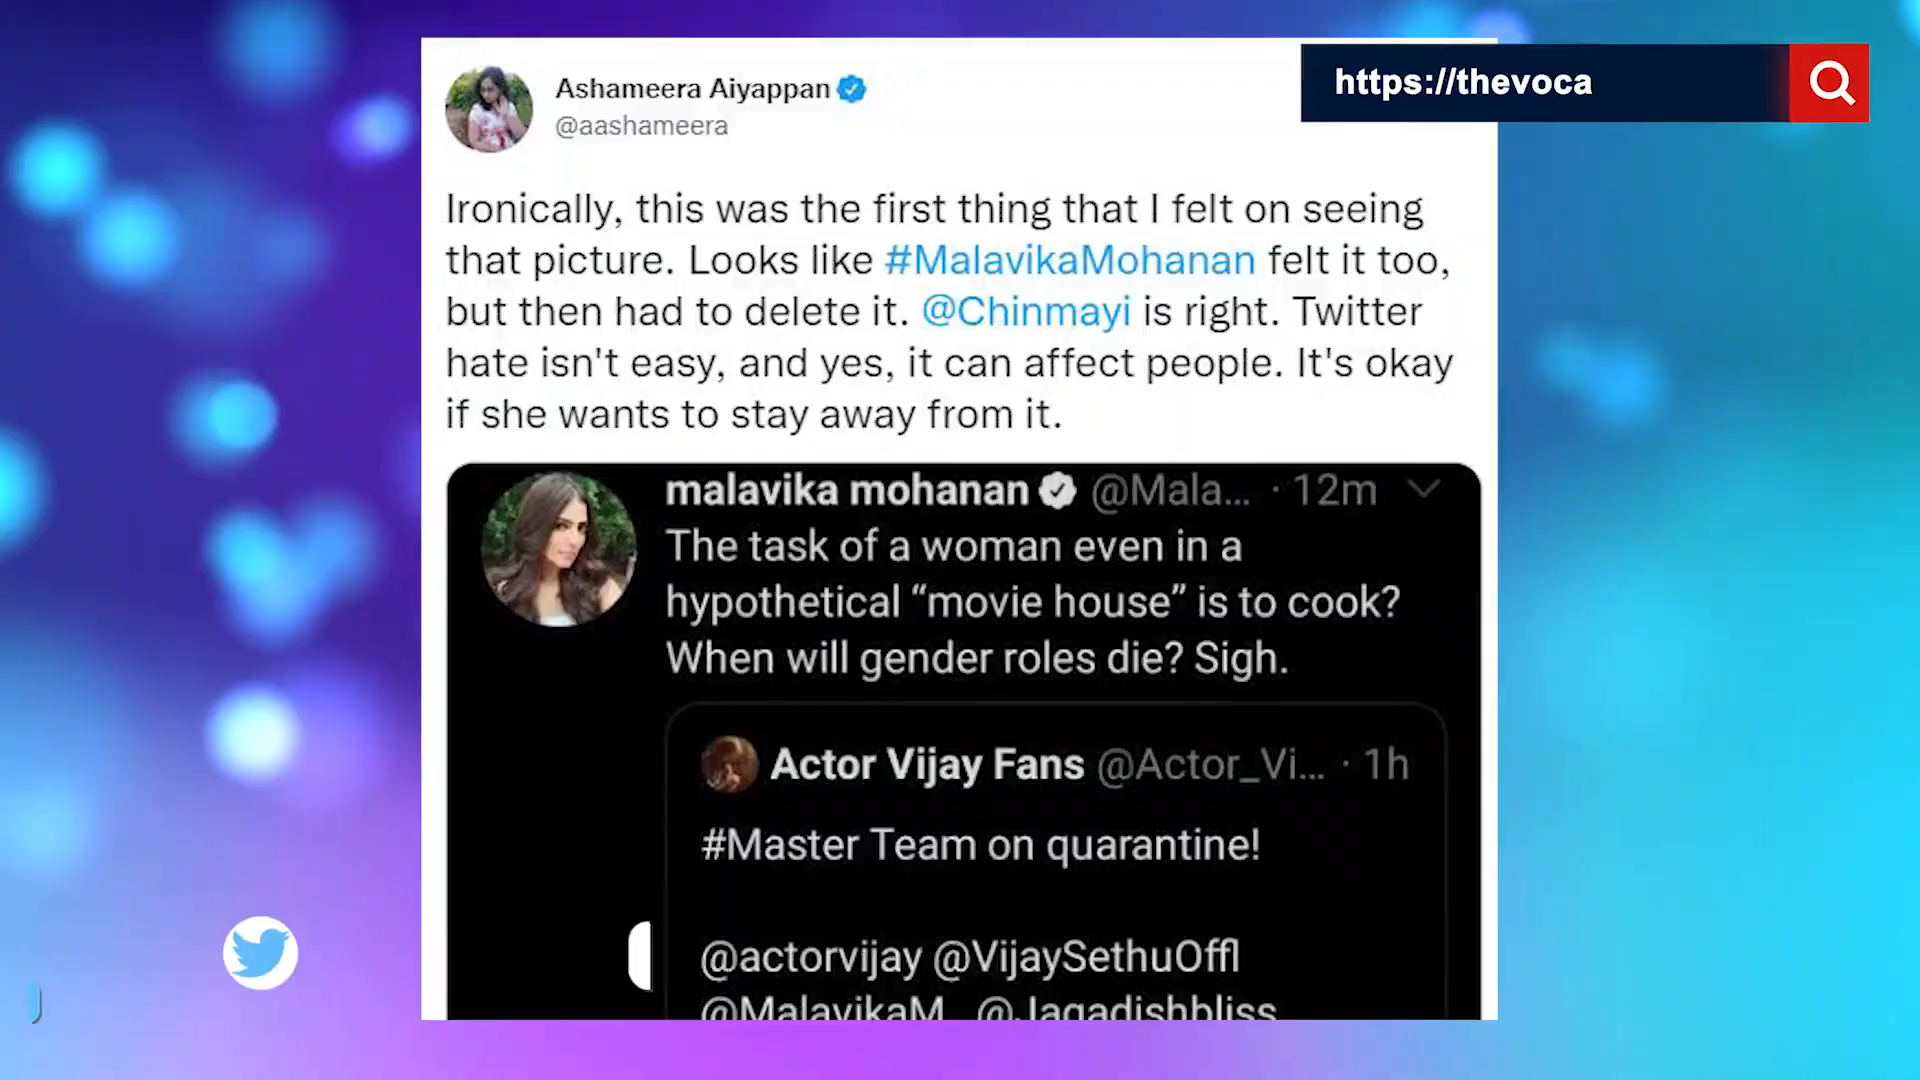 https://thevoca
Ashameera Aiyappan
@aashameera
Ironically, this was the first thing that I felt on seeing
that picture. Looks like #MalavikaMohanan felt it too,
but then had to delete it. @Chinmayi is right. Twitter
hate isn't easy, and yes, it can affect people. It's okay
if she wants to stay away from it.
malavika mohanan @Mala... · 12m
The task of a woman even in a
hypothetical “movie house” is to cook?
When will gender roles die? Sigh.
Actor Vijay Fans @Actor_Vi... · 1h
#Master Team on quarantine!
@actorvijay @VijaySethuOffl
@MalavikaM_ @Jagadishbliss